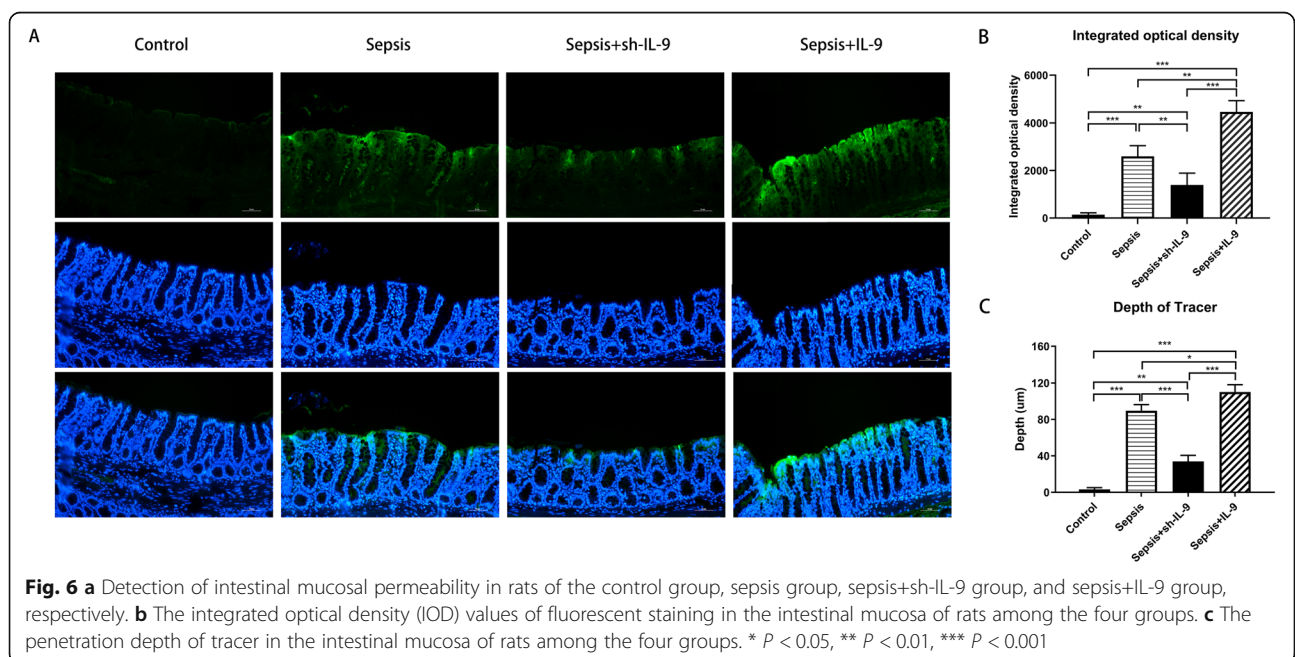 A
Control
Sepsis
Sepsis+sh-IL-9
Sepsis+IL-9
B
Integrated optical density
Integrated optical density
6000
4000
2000
0
***
**
***
**
***
**
Control
Sepsis
Sepsis+sh-IL-9
Sepsis+IL-9
C
Depth of Tracer
Depth (um)
160
120
80
40
0
***
*
***
**
***
***
Control
Sepsis
Sepsis+sh-IL-9
Sepsis+IL-9
Fig. 6 a Detection of intestinal mucosal permeability in rats of the control group, sepsis group, sepsis+sh-IL-9 group, and sepsis+IL-9 group,
respectively. b The integrated optical density (IOD) values of fluorescent staining in the intestinal mucosa of rats among the four groups. c The
penetration depth of tracer in the intestinal mucosa of rats among the four groups. * P < 0.05, ** P < 0.01, *** P < 0.001